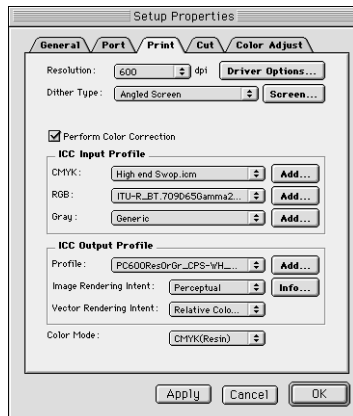 Setup Properties
General Port Print Cut Color Adjust
Resolution: 600 dpi Driver Options...
Dither Type: Angled Screen Screen...
Perform Color Correction
ICC Input Profile
CMYK: High end Swop.icm Add...
RGB: ITU-R_BT.709D65Gamma2... Add...
Gray: Generic Add...
ICC Output Profile
Profile: PC600ResOrGr_CPS-WH_... Add...
Image Rendering Intent: Perceptual Info...
Vector Rendering Intent: Relative Colo...
Color Mode: CMYK(Resin)
Apply Cancel OK